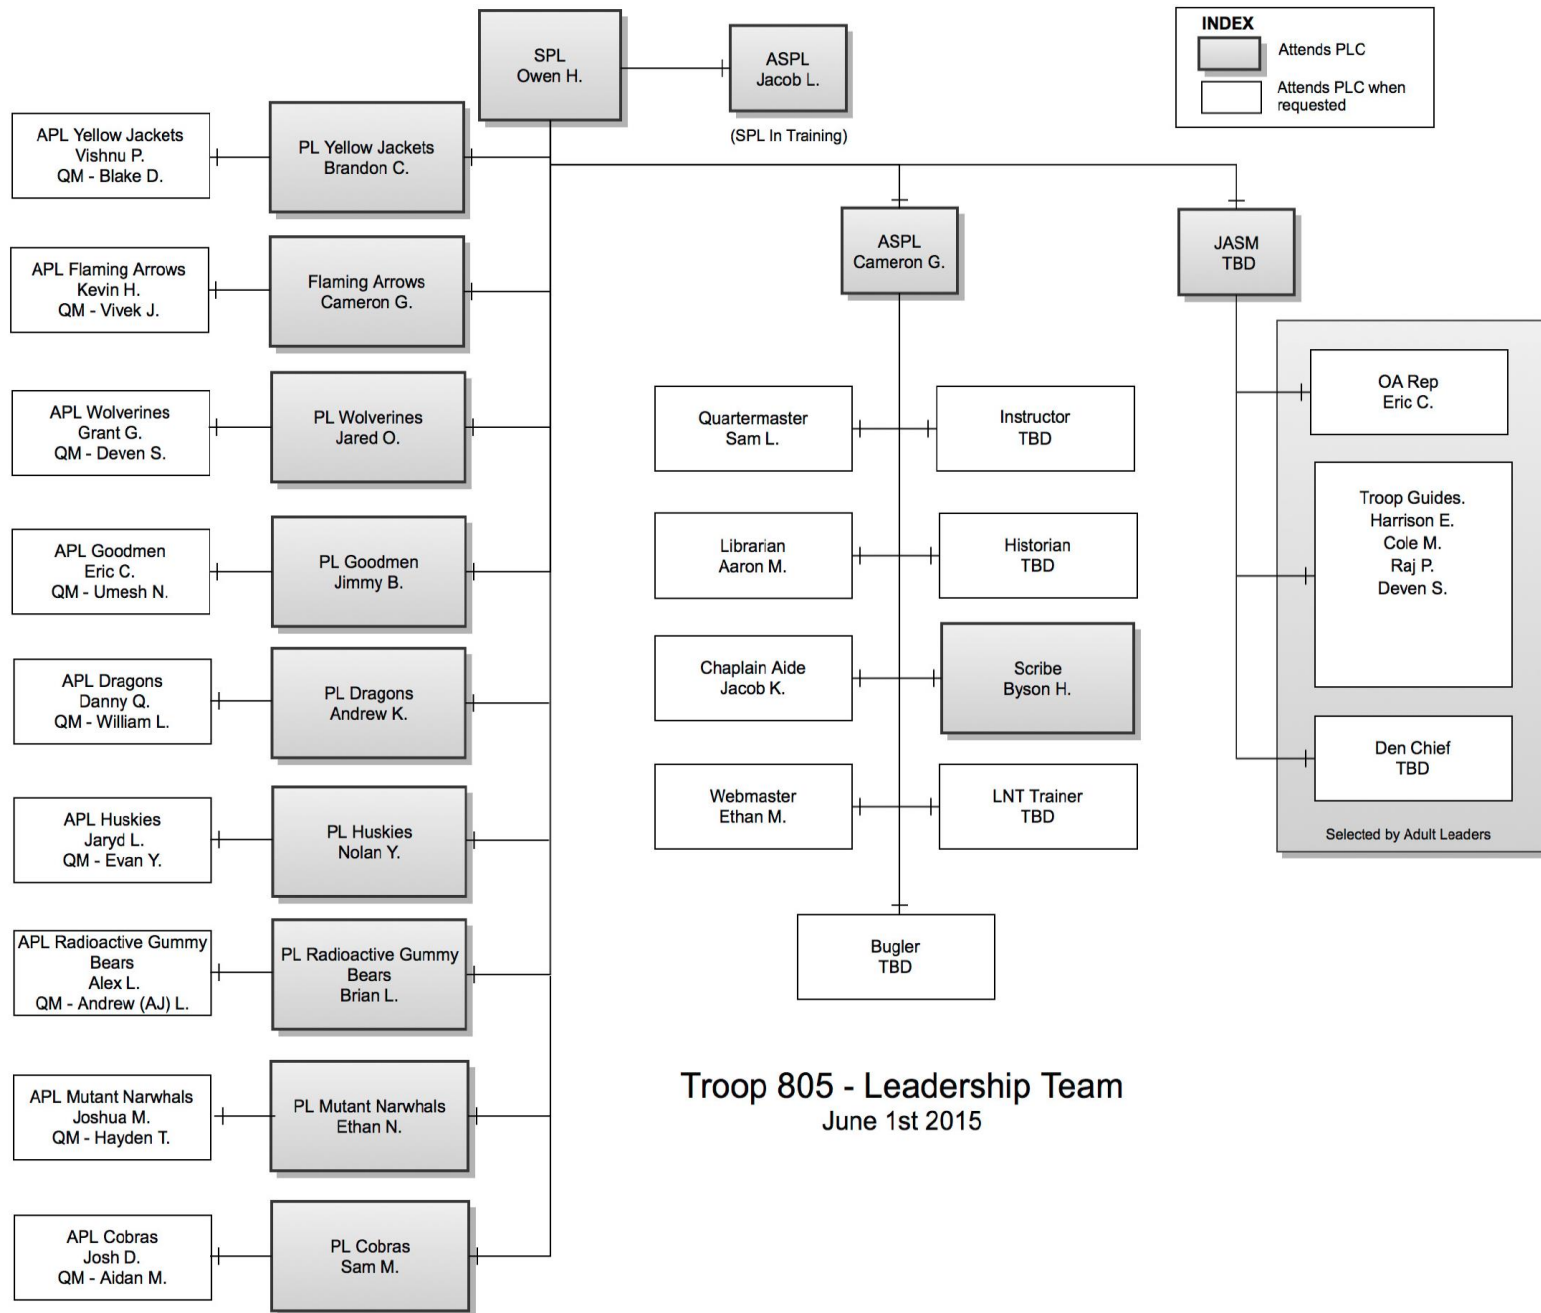 SPL
Owen H.
ASPL
Jacob L.
(SPL In Training)
INDEX
Attends PLC
Attends PLC when
requested
APL Yellow Jackets
Vishnu P.
QM - Blake D.
PL Yellow Jackets
Brandon C.
APL Flaming Arrows
Kevin H.
QM - Vivek J.
Flaming Arrows
Cameron G.
APL Wolverines
Grant G.
QM - Deven S.
PL Wolverines
Jared O.
APL Goodmen
Eric C.
QM - Umesh N.
PL Goodmen
Jimmy B.
APL Dragons
Danny Q.
QM - William L.
PL Dragons
Andrew K.
APL Huskies
Jaryd L.
QM - Evan Y.
PL Huskies
Nolan Y.
APL Radioactive Gummy
Bears
Alex L.
QM - Andrew (AJ) L.
PL Radioactive Gummy
Bears
Brian L.
APL Mutant Narwhals
Joshua M.
QM - Hayden T.
PL Mutant Narwhals
Ethan N.
APL Cobras
Josh D.
QM - Aidan M.
PL Cobras
Sam M.
ASPL
Cameron G.
Quartermaster
Sam L.
Instructor
TBD
Librarian
Aaron M.
Historian
TBD
Chaplain Aide
Jacob K.
Scribe
Byson H.
Webmaster
Ethan M.
LNT Trainer
TBD
Bugler
TBD
JASM
TBD
OA Rep
Eric C.
Troop Guides.
Harrison E.
Cole M.
Raj P.
Deven S.
Den Chief
TBD
Selected by Adult Leaders
Troop 805 - Leadership Team
June 1st 2015